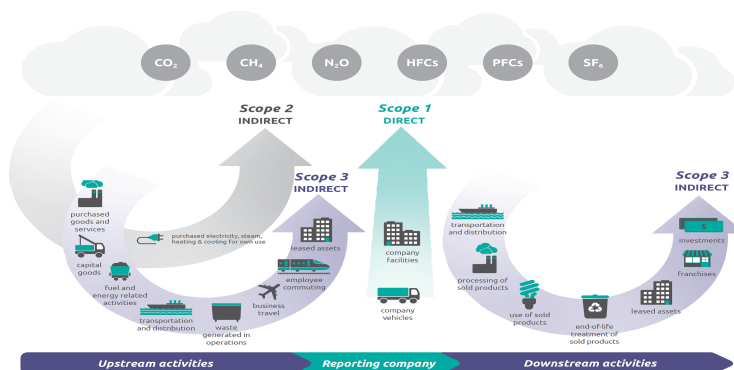 CO₂
CH₄
N₂O
HFCs
PFCs
SF₆
Scope 2
INDIRECT
Scope 1
DIRECT
Scope 3
INDIRECT
Scope 3
INDIRECT
purchased
goods and
services
capital
goods
fuel and
energy related
activities
purchased electricity, steam,
heating & cooling for own use
transportation
and distribution
waste
generated in
operations
business
travel
employee
commuting
leased assets
company
facilities
company
vehicles
transportation
and distribution
processing of
sold products
use of sold
products
end-of-life
treatment of
sold products
leased assets
franchises
investments
$
Upstream activities
Reporting company
Downstream activities